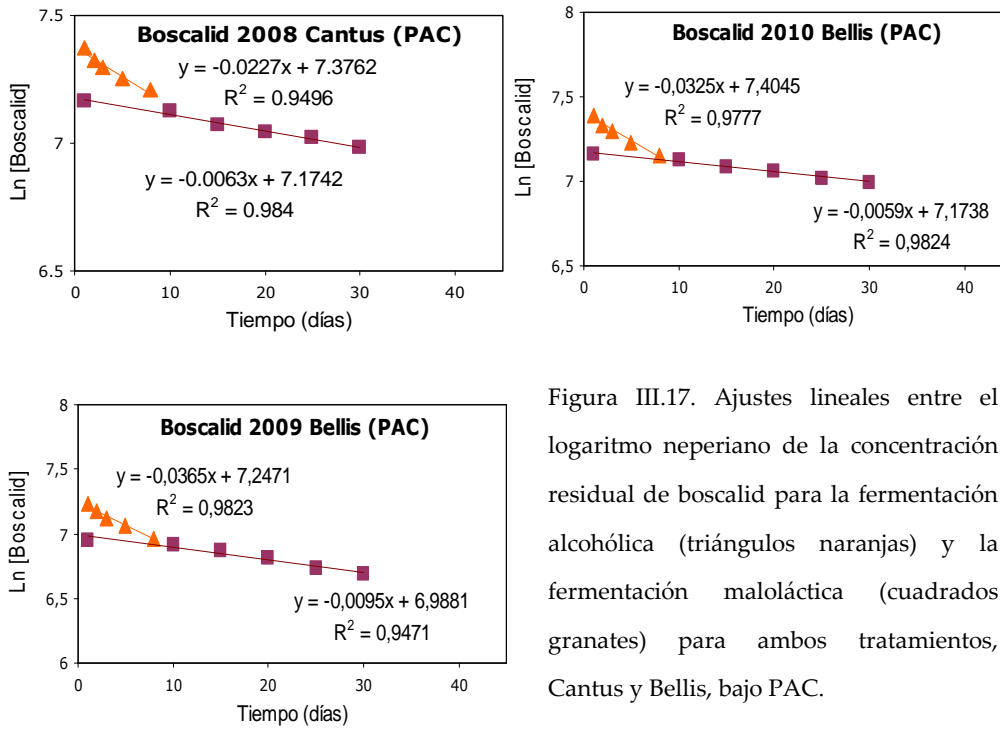 Boscalid 2008 Cantus (PAC)
7.5
7
6.5
Ln [Boscalid]
y = -0.0227x + 7.3762
R² = 0.9496
y = -0.0063x + 7.1742
R² = 0.984
0 10 20 30 40
Tiempo (días)
Boscalid 2010 Bellis (PAC)
8
7,5
7
6,5
Ln [Boscalid]
y = -0,0325x + 7,4045
R² = 0,9777
y = -0,0059x + 7,1738
R² = 0,9824
0 10 20 30 40
Tiempo (días)
Boscalid 2009 Bellis (PAC)
8
7,5
7
6,5
6
Ln [Boscalid]
y = -0,0365x + 7,2471
R² = 0,9823
y = -0,0095x + 6,9881
R² = 0,9471
0 10 20 30 40
Tiempo (días)
Figura III.17. Ajustes lineales entre el
logaritmo neperiano de la concentración
residual de boscalid para la fermentación
alcohólica (triángulos naranjas) y la
fermentación maloláctica (cuadrados
granates) para ambos tratamientos,
Cantus y Bellis, bajo PAC.